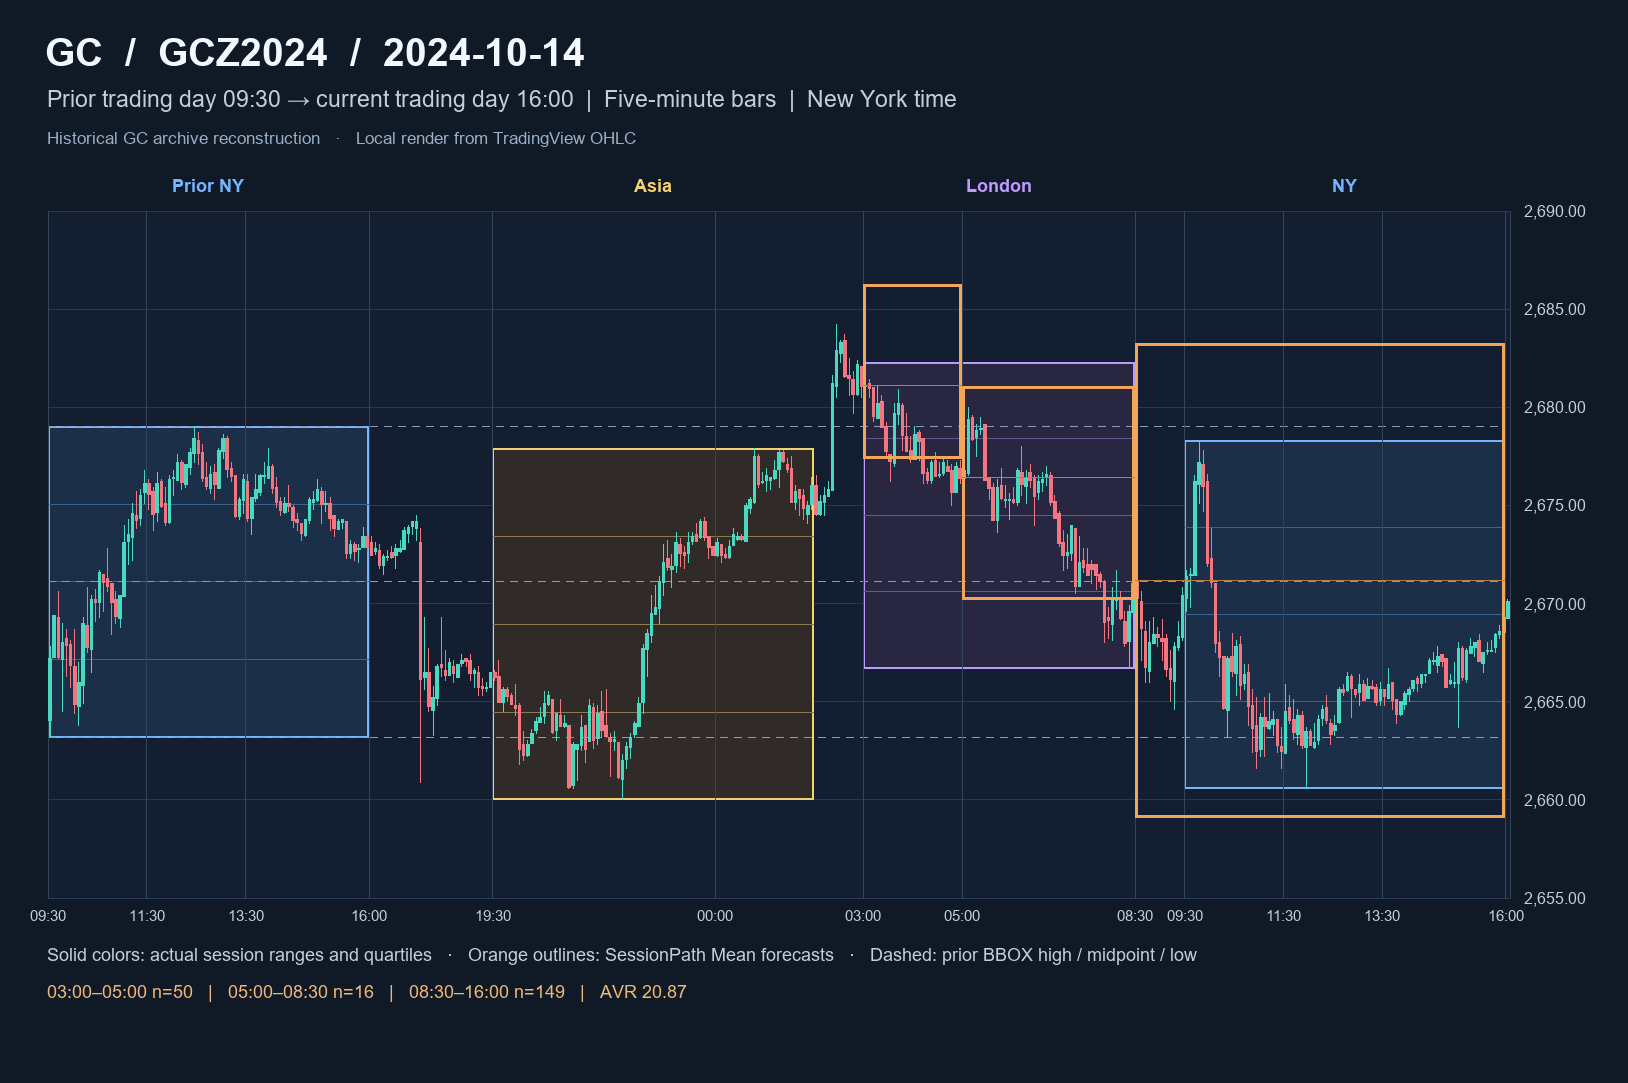 GC / GCZ2024 / 2024-10-14
Prior trading day 09:30 → current trading day 16:00 | Five-minute bars | New York time
Historical GC archive reconstruction · Local render from TradingView OHLC
Prior NY Asia London NY
2,690.00
2,685.00
2,680.00
2,675.00
2,670.00
2,665.00
2,660.00
2,655.00
09:30 11:30 13:30 16:00 19:30 00:00 03:00 05:00 08:30 09:30 11:30 13:30 16:00
Solid colors: actual session ranges and quartiles · Orange outlines: SessionPath Mean forecasts · Dashed: prior BBOX high / midpoint / low
03:00–05:00 n=50 | 05:00–08:30 n=16 | 08:30–16:00 n=149 | AVR 20.87